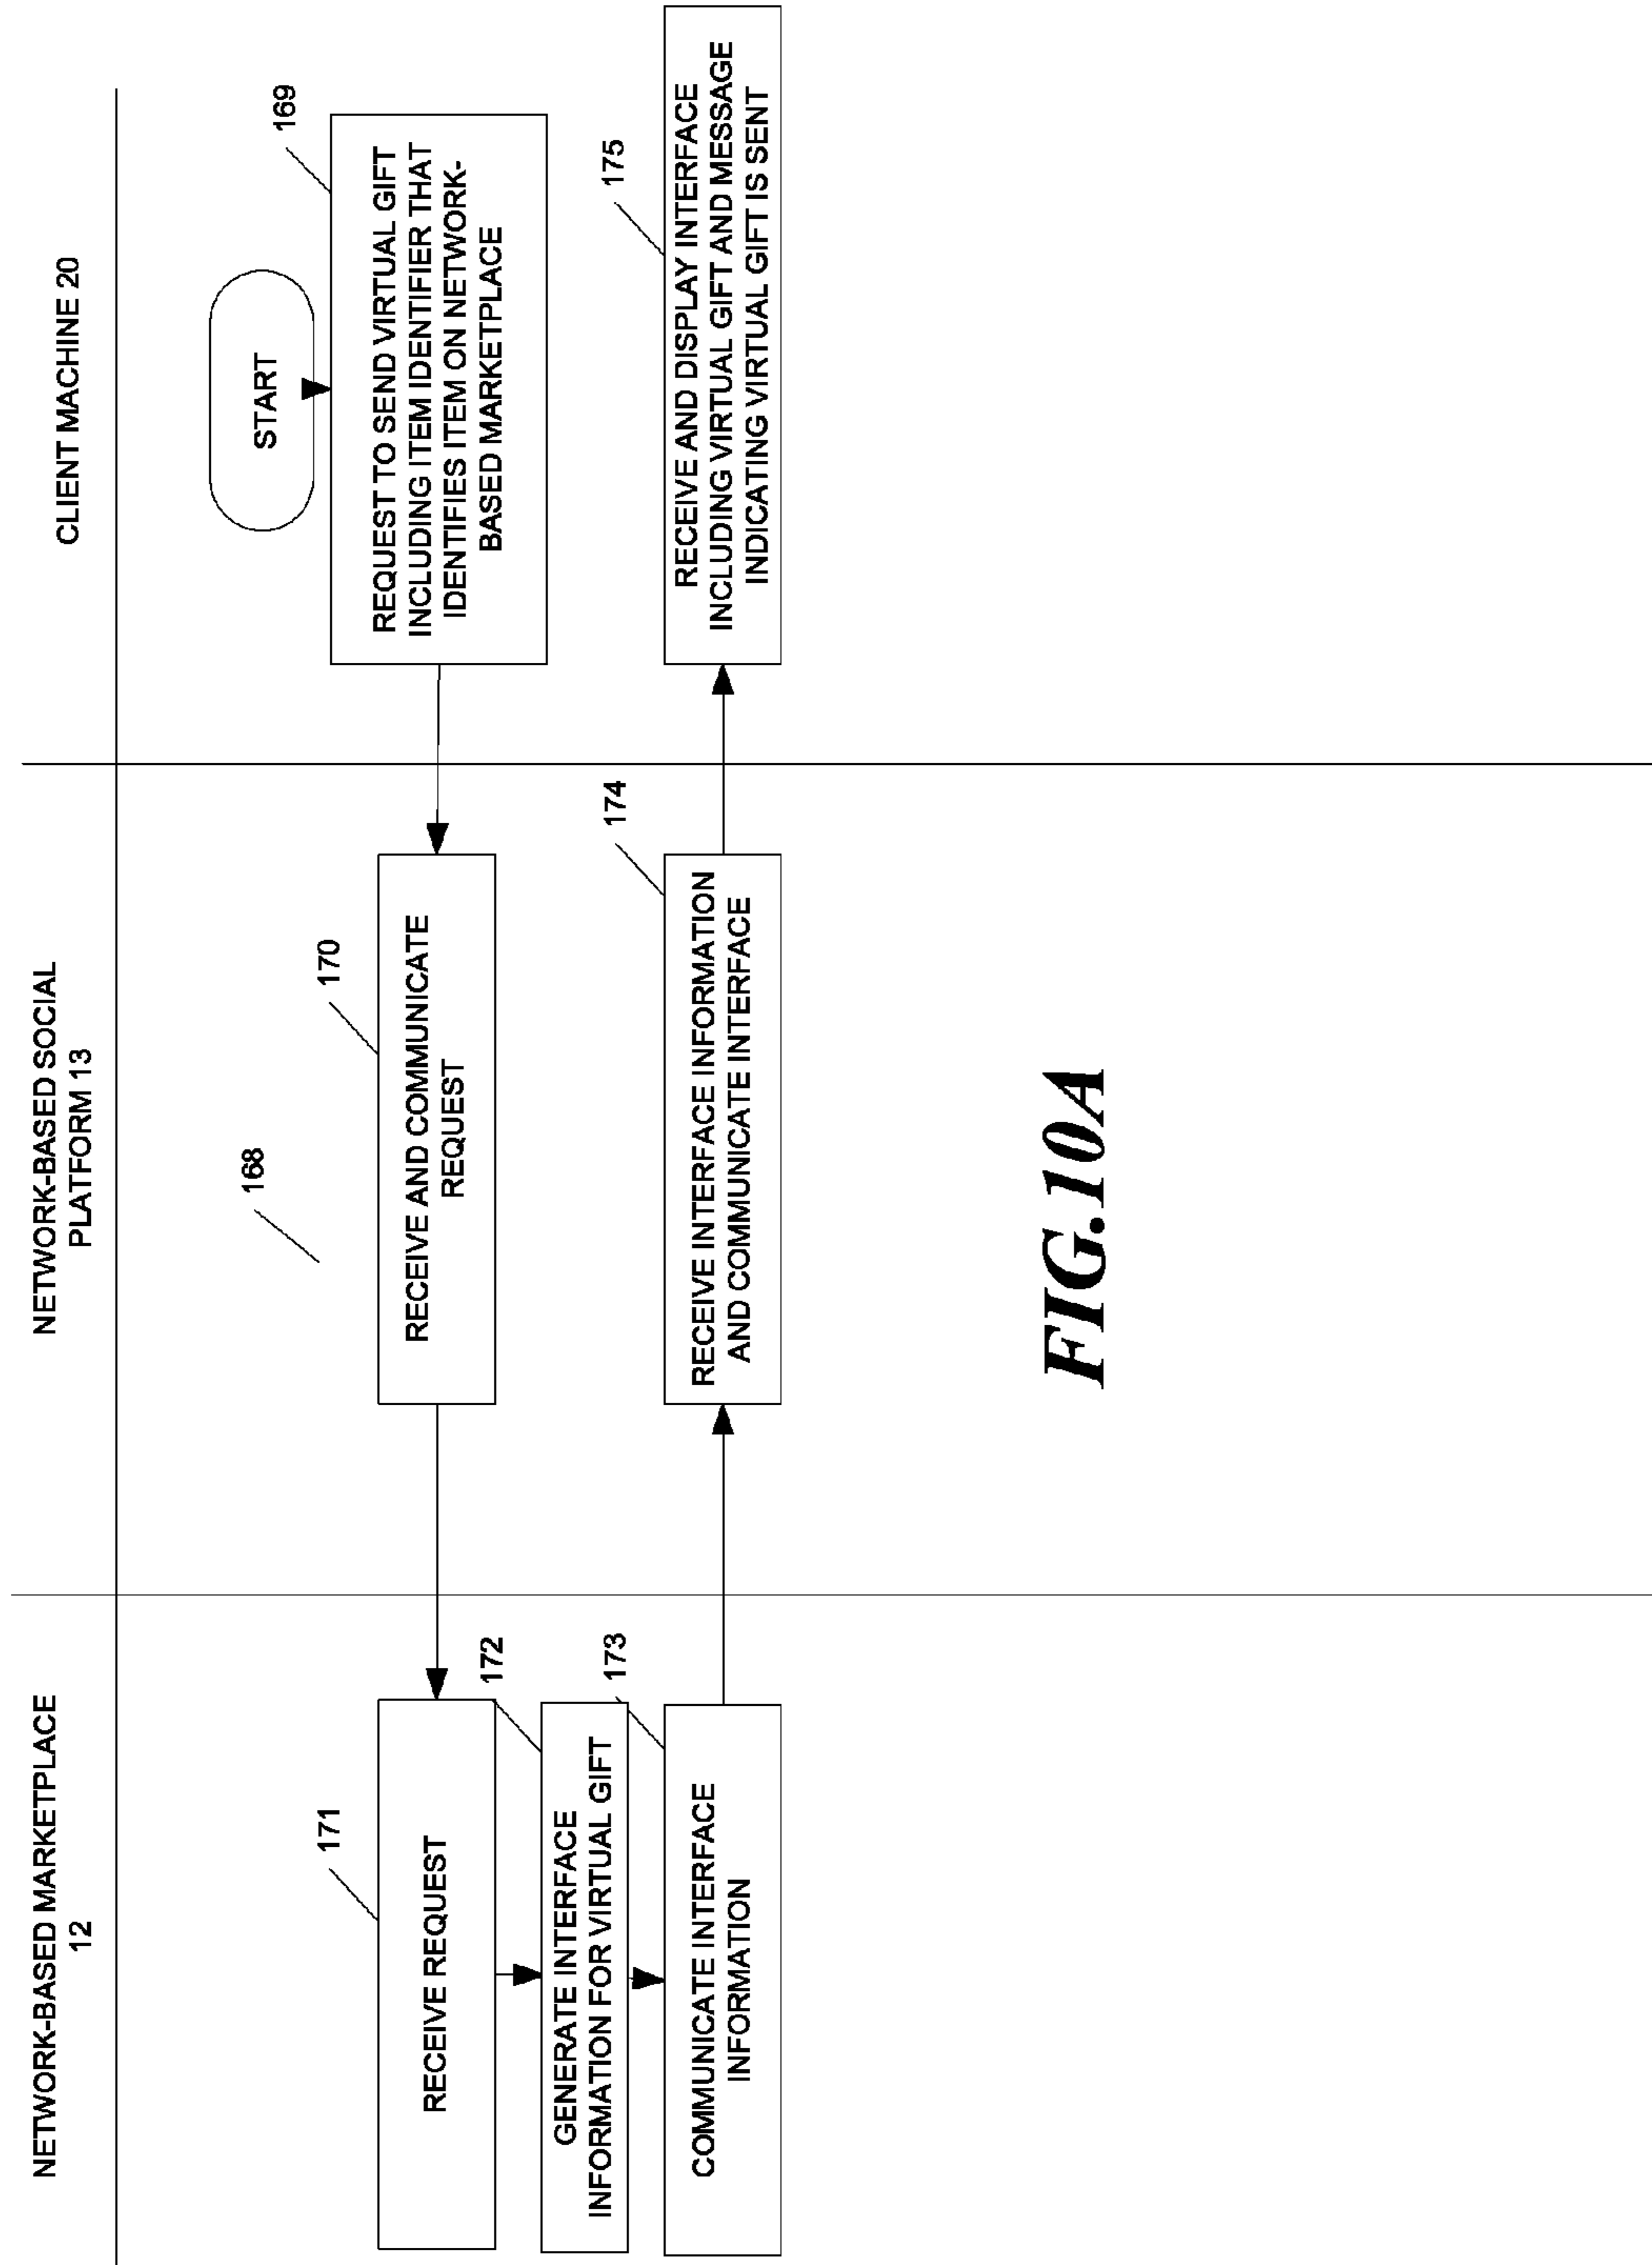 NETWORK-BASED MARKETPLACE
12
NETWORK-BASED SOCIAL
PLATFORM 13
CLIENT MACHINE 20
168
START
169
REQUEST TO SEND VIRTUAL GIFT
INCLUDING ITEM IDENTIFIER THAT
IDENTIFIES ITEM ON NETWORK-
BASED MARKETPLACE
170
RECEIVE AND COMMUNICATE
REQUEST
171
RECEIVE REQUEST
172
GENERATE INTERFACE
INFORMATION FOR VIRTUAL GIFT
173
COMMUNICATE INTERFACE
INFORMATION
174
RECEIVE INTERFACE INFORMATION
AND COMMUNICATE INTERFACE
175
RECEIVE AND DISPLAY INTERFACE
INCLUDING VIRTUAL GIFT AND MESSAGE
INDICATING VIRTUAL GIFT IS SENT
FIG.10A